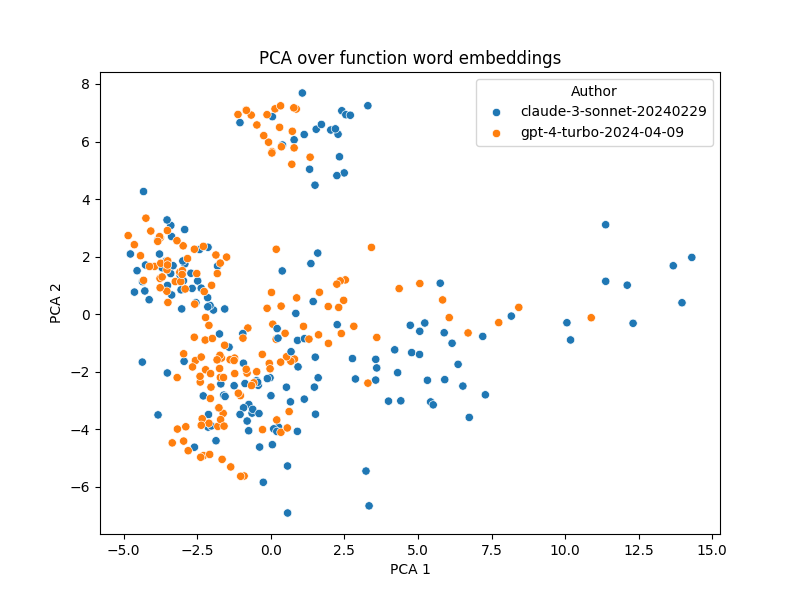 PCA over function word embeddings
Author
claude-3-sonnet-20240229
gpt-4-turbo-2024-04-09
8
6
4
2
0
−2
−4
−6
PCA 2
−5.0
−2.5
0.0
2.5
5.0
7.5
10.0
12.5
15.0
PCA 1